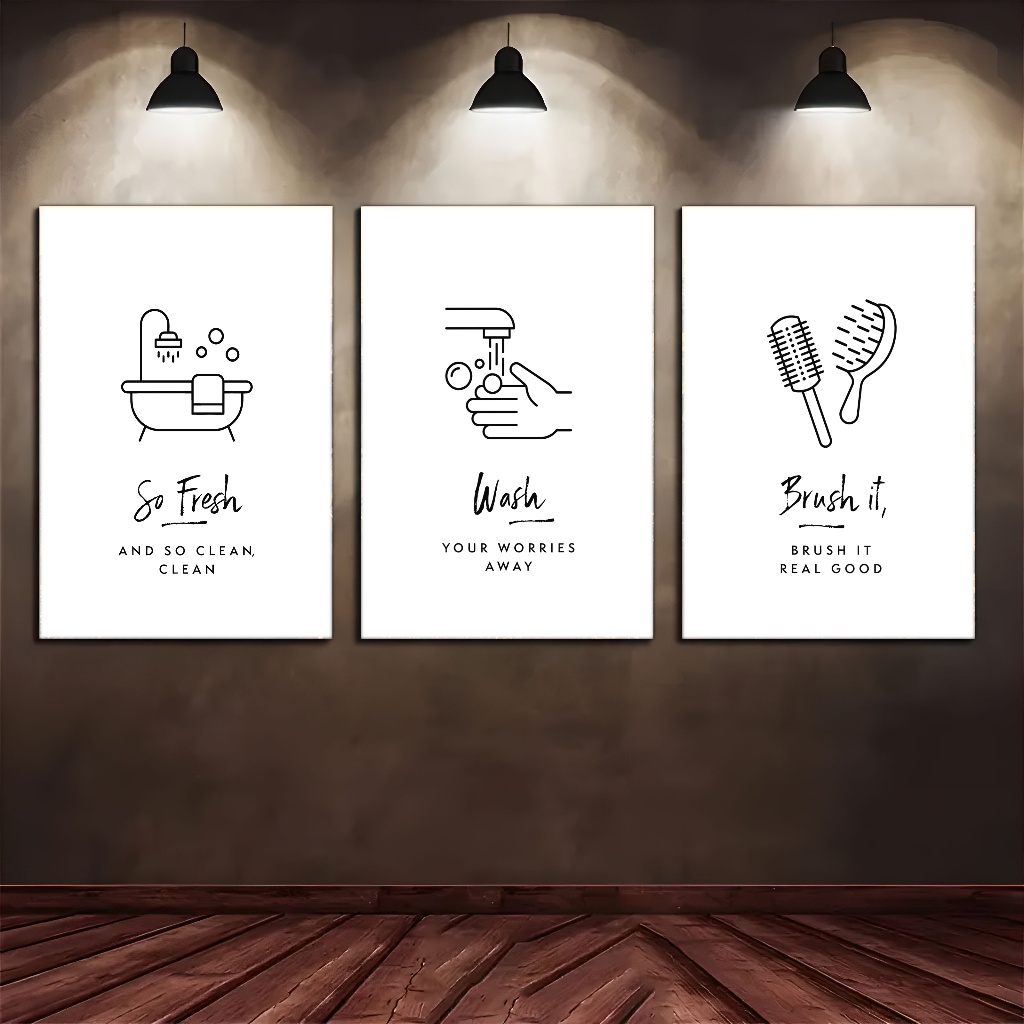 So Fresh
AND SO CLEAN,
CLEAN
Wash
YOUR WORRIES
AWAY
Brush it,
BRUSH IT
REAL GOOD